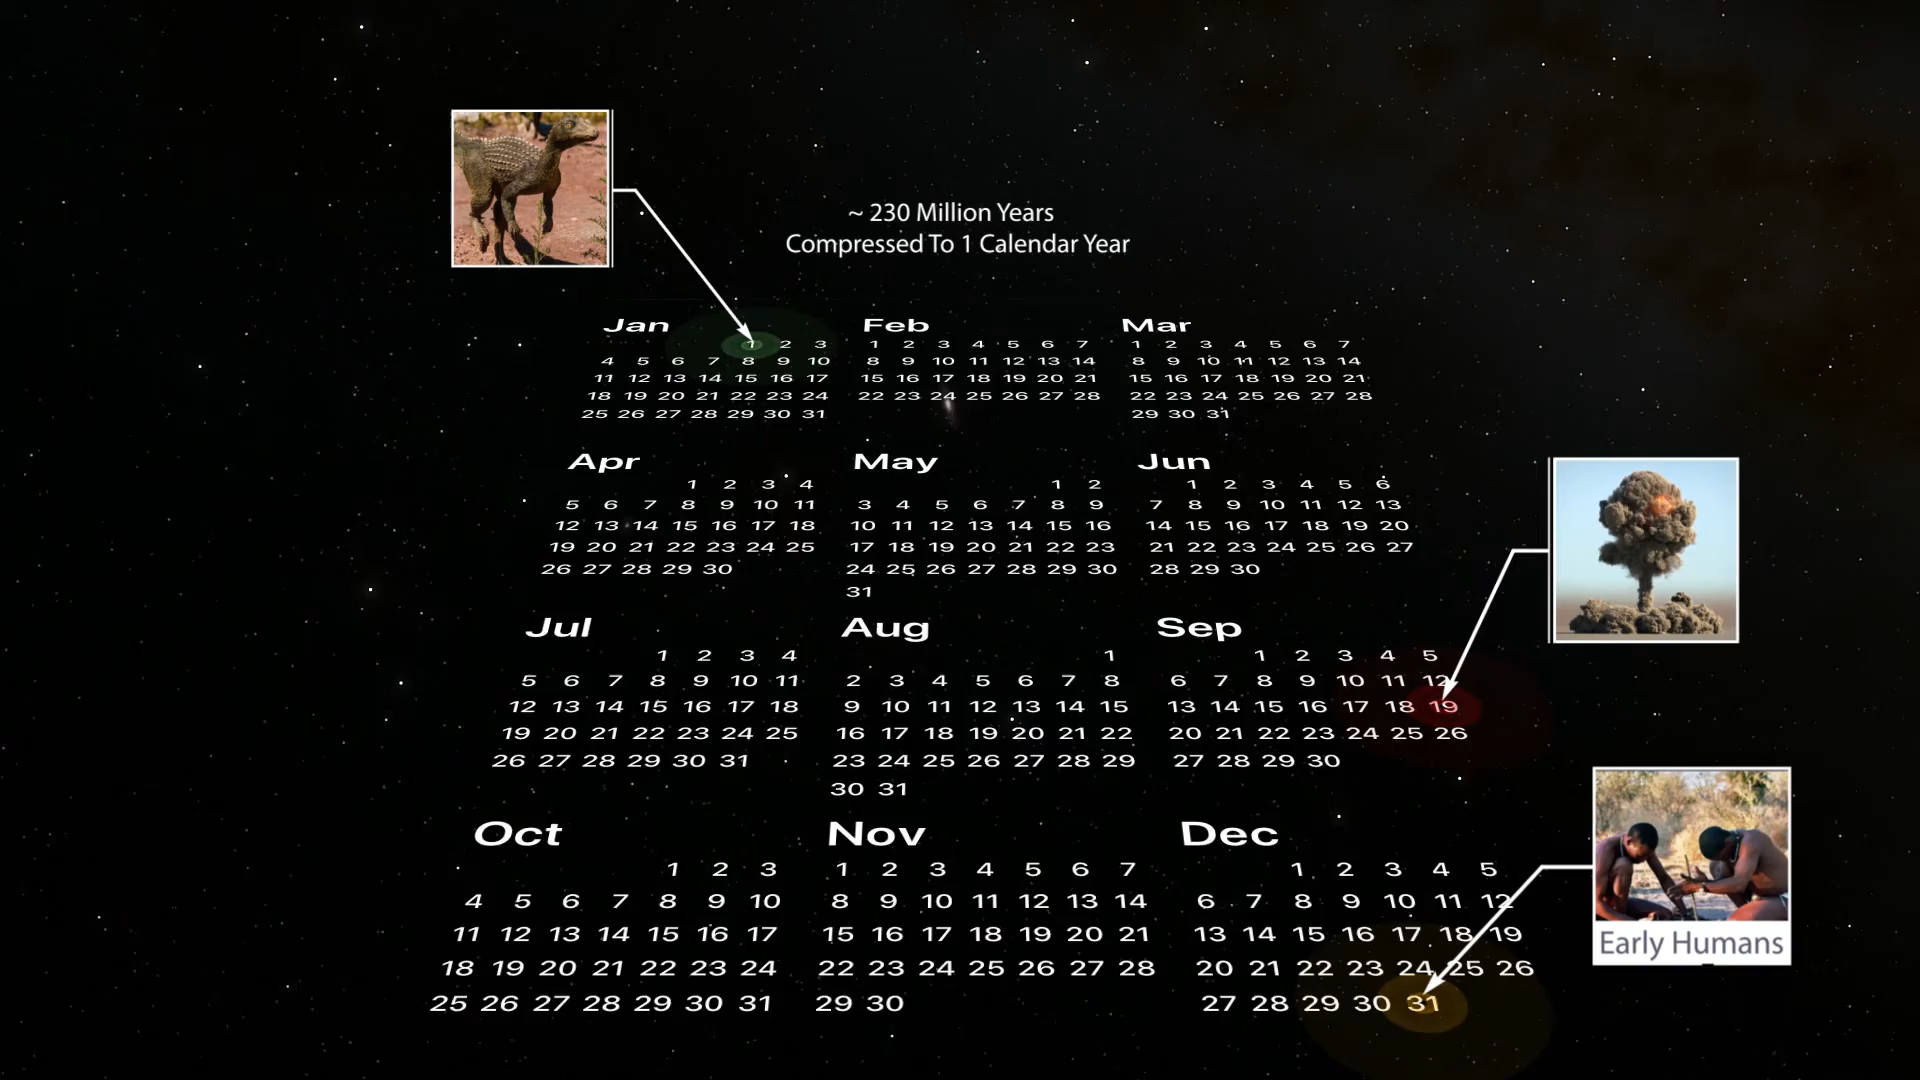 ~ 230 Million Years
Compressed To 1 Calendar Year
Jan Feb Mar
1 2 3 1 2 3 4 5 6 7 1 2 3 4 5 6 7
4 5 6 7 8 9 10 8 9 10 11 12 13 14 8 9 10 11 12 13 14
11 12 13 14 15 16 17 15 16 17 18 19 20 21 15 16 17 18 19 20 21
18 19 20 21 22 23 24 22 23 24 25 26 27 28 22 23 24 25 26 27 28
25 26 27 28 29 30 31 29 30 31
Apr May Jun
1 2 3 4 1 2 1 2 3 4 5 6
5 6 7 8 9 10 11 3 4 5 6 7 8 9 7 8 9 10 11 12 13
12 13 14 15 16 17 18 10 11 12 13 14 15 16 14 15 16 17 18 19 20
19 20 21 22 23 24 25 17 18 19 20 21 22 23 21 22 23 24 25 26 27
26 27 28 29 30 24 25 26 27 28 29 30 28 29 30
31
Jul Aug Sep
1 2 3 4 1 1 2 3 4 5
5 6 7 8 9 10 11 2 3 4 5 6 7 8 6 7 8 9 10 11 12
12 13 14 15 16 17 18 9 10 11 12 13 14 15 13 14 15 16 17 18 19
19 20 21 22 23 24 25 16 17 18 19 20 21 22 20 21 22 23 24 25 26
26 27 28 29 30 31 23 24 25 26 27 28 29 27 28 29 30
30 31
Oct Nov Dec
1 2 3 1 2 3 4 5 6 7 1 2 3 4 5
4 5 6 7 8 9 10 8 9 10 11 12 13 14 6 7 8 9 10 11 12
11 12 13 14 15 16 17 15 16 17 18 19 20 21 13 14 15 16 17 18 19
18 19 20 21 22 23 24 22 23 24 25 26 27 28 20 21 22 23 24 25 26
25 26 27 28 29 30 31 29 30 27 28 29 30 31
Early Humans